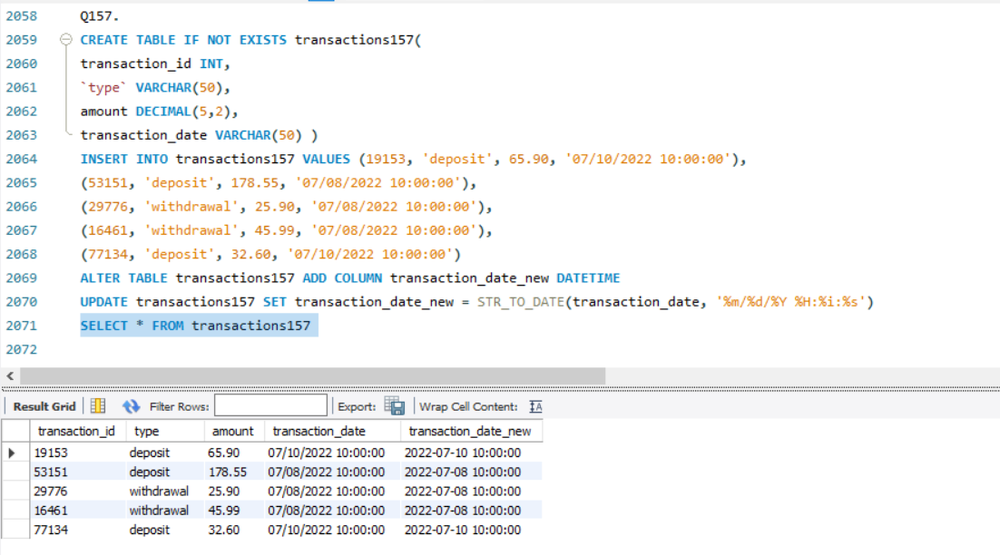 2058 Q157.
2059 CREATE TABLE IF NOT EXISTS transactions157(
2060 transaction_id INT,
2061 `type` VARCHAR(50),
2062 amount DECIMAL(5,2),
2063 transaction_date VARCHAR(50) )
2064 INSERT INTO transactions157 VALUES (19153, 'deposit', 65.90, '07/10/2022 10:00:00'),
2065 (53151, 'deposit', 178.55, '07/08/2022 10:00:00'),
2066 (29776, 'withdrawal', 25.90, '07/08/2022 10:00:00'),
2067 (16461, 'withdrawal', 45.99, '07/08/2022 10:00:00'),
2068 (77134, 'deposit', 32.60, '07/10/2022 10:00:00')
2069 ALTER TABLE transactions157 ADD COLUMN transaction_date_new DATETIME
2070 UPDATE transactions157 SET transaction_date_new = STR_TO_DATE(transaction_date, '%m/%d/%Y %H:%i:%s')
2071 SELECT * FROM transactions157
2072
Result Grid Filter Rows: Export: Wrap Cell Content:
transaction_id type amount transaction_date transaction_date_new
19153 deposit 65.90 07/10/2022 10:00:00 2022-07-10 10:00:00
53151 deposit 178.55 07/08/2022 10:00:00 2022-07-08 10:00:00
29776 withdrawal 25.90 07/08/2022 10:00:00 2022-07-08 10:00:00
16461 withdrawal 45.99 07/08/2022 10:00:00 2022-07-08 10:00:00
77134 deposit 32.60 07/10/2022 10:00:00 2022-07-10 10:00:00